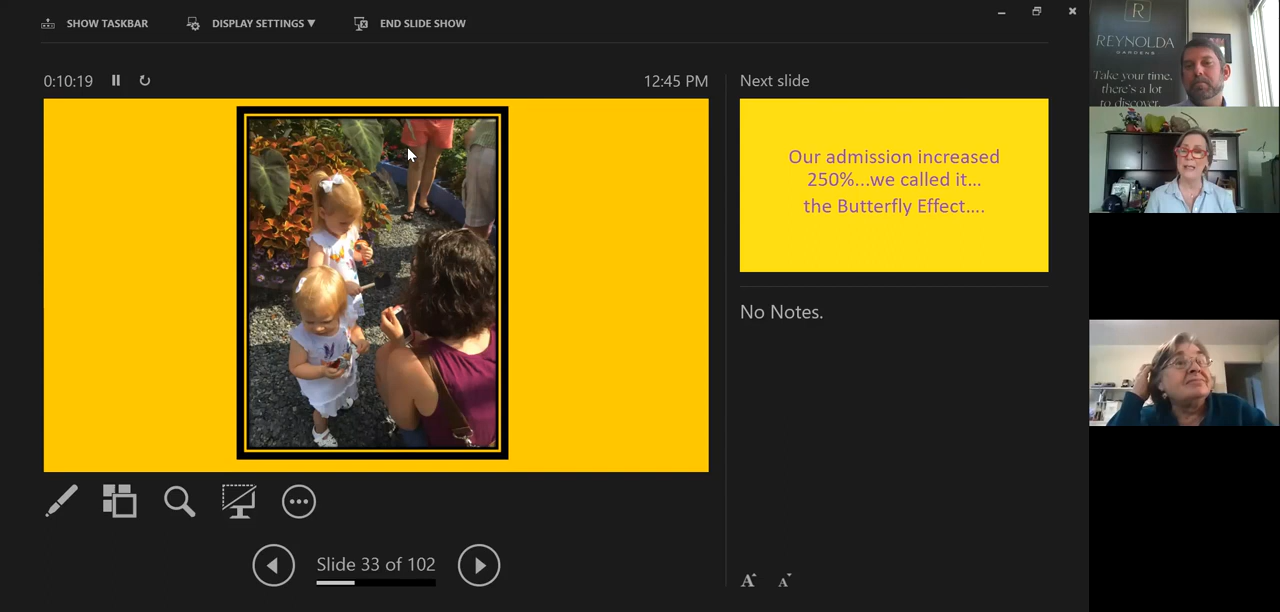 SHOW TASKBAR
DISPLAY SETTINGS ▼
END SLIDE SHOW
0:10:19
12:45 PM
Next slide
Our admission increased
250%...we called it...
the Butterfly Effect....
No Notes.
Slide 33 of 102
A
A
R
REYNOLDA
GARDENS
Take your time,
there's a lot
to discover.